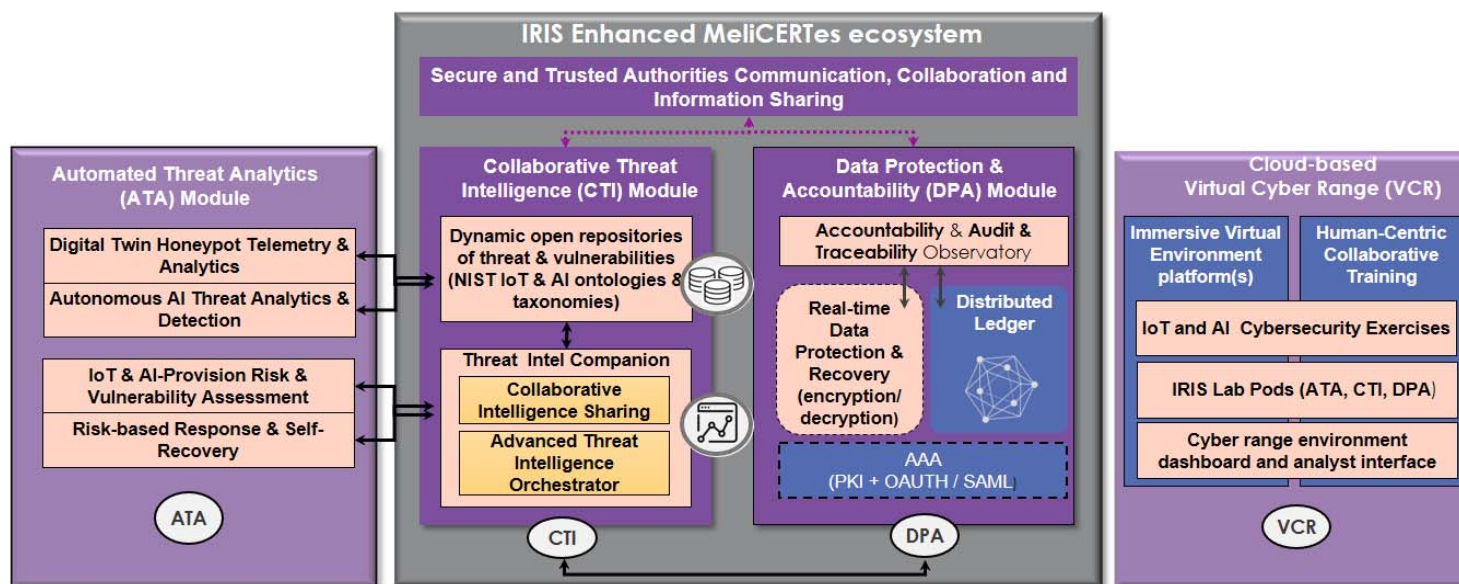 IRIS Enhanced MeliCERTes ecosystem
Secure and Trusted Authorities Communication, Collaboration and
Information Sharing
Automated Threat Analytics
(ATA) Module
Digital Twin Honeypot Telemetry &
Analytics
Autonomous AI Threat Analytics &
Detection
IoT & AI-Provision Risk &
Vulnerability Assessment
Risk-based Response & Self-
Recovery
ATA
Collaborative Threat
Intelligence (CTI) Module
Dynamic open repositories
of threat & vulnerabilities
(NIST IoT & AI ontologies &
taxonomies)
Threat Intel Companion
Collaborative
Intelligence Sharing
Advanced Threat
Intelligence
Orchestrator
CTI
Data Protection &
Accountability (DPA) Module
Accountability & Audit &
Traceability Observatory
Real-time
Data
Protection &
Recovery
(encryption/
decryption)
Distributed
Ledger
AAA
(PKI + OAUTH / SAML)
DPA
Cloud-based
Virtual Cyber Range (VCR)
Immersive Virtual
Environment
platform(s)
Human-Centric
Collaborative
Training
IoT and AI Cybersecurity Exercises
IRIS Lab Pods (ATA, CTI, DPA)
Cyber range environment
dashboard and analyst interface
VCR